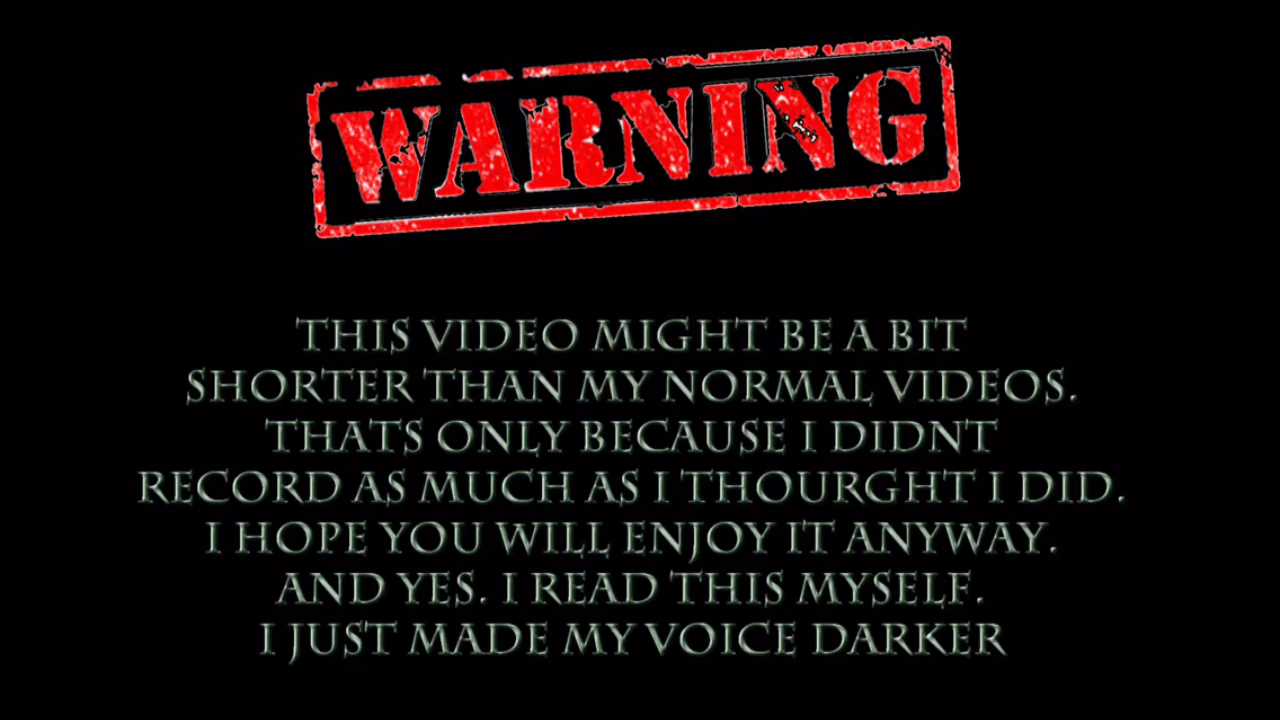 WARNING
THIS VIDEO MIGHT BE A BIT
SHORTER THAN MY NORMAL VIDEOS.
THATS ONLY BECAUSE I DIDNT
RECORD AS MUCH AS I THOURGHT I DID.
I HOPE YOU WILL ENJOY IT ANYWAY.
AND YES. I READ THIS MYSELF.
I JUST MADE MY VOICE DARKER